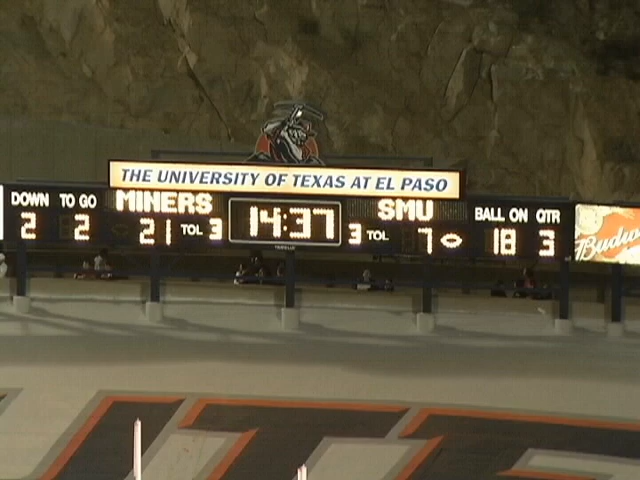 THE UNIVERSITY OF TEXAS AT EL PASO
DOWN TO GO MINERS 14:37 SMU BALL ON QTR
2 2 21 TOL 3 3 TOL 7 18 3